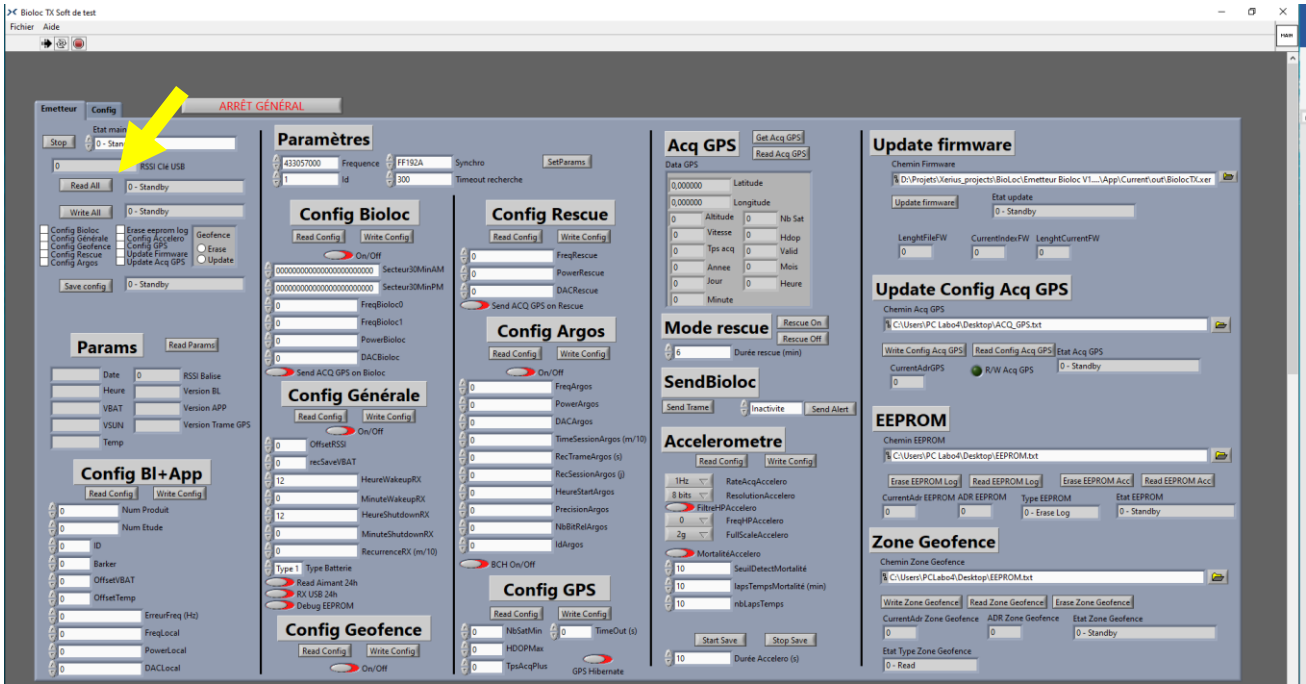 Bioloc TX Soft de test
Fichier Aide
MAIN
Emetteur Config
ARRÊT GÉNÉRAL
Etat main
Stop 0 - Stan
0 RSSI Clé USB
Read All 0 - Standby
Write All 0 - Standby
Config Bioloc
Config Générale
Config Geofence
Config Rescue
Config Argos
Erase eeprom log
Config Accelero
Config GPS
Update Firmware
Update Acq GPS
Geofence
Erase
Update
Save config 0 - Standby
Params Read Params
Date 0 RSSI Balise
Heure Version BL
VBAT Version APP
VSUN Version Trame GPS
Temp
Config Bl+App
Read Config Write Config
0 Num Produit
0 Num Etude
0 ID
0 Barker
0 OffsetVBAT
0 OffsetTemp
0 ErreurFreq (Hz)
0 FreqLocal
0 PowerLocal
0 DACLocal
Paramètres
433057000 Frequence FF192A Synchro SetParams
1 Id 300 Timeout recherche
Config Bioloc
Read Config Write Config
On/Off
000000000000000000000000 Secteur30MinAM
000000000000000000000000 Secteur30MinPM
0 FreqBioloc0
0 FreqBioloc1
0 PowerBioloc
0 DACBioloc
Send ACQ GPS on Bioloc
Config Générale
Read Config Write Config
On/Off
0 OffsetRSSI
0 recSaveVBAT
12 HeureWakeupRX
0 MinuteWakeupRX
12 HeureShutdownRX
0 MinuteShutdownRX
0 RecurrenceRX (m/10)
Type 1 Type Batterie
Read Aimant 24h
RX USB 24h
Debug EEPROM
Config Geofence
Read Config Write Config
On/Off
Config Rescue
Read Config Write Config
0 FreqRescue
0 PowerRescue
0 DACRescue
Send ACQ GPS on Rescue
Config Argos
Read Config Write Config
On/Off
0 FreqArgos
0 PowerArgos
0 DACArgos
0 TimeSessionArgos (m/10)
0 RecTrameArgos (s)
0 RecSessionArgos (j)
0 HeureStartArgos
0 PrecisionArgos
0 NbBitRelArgos
0 IdArgos
BCH On/Off
Config GPS
Read Config Write Config
0 NbSatMin 0 TimeOut (s)
0 HDOPMax
0 TpsAcqPlus
GPS Hibernate
Acq GPS Get Acq GPS
Read Acq GPS
Data GPS
0,000000 Latitude
0,000000 Longitude
0 Altitude 0 Nb Sat
0 Vitesse 0 Hdop
0 Tps acq 0 Valid
0 Annee 0 Mois
0 Jour 0 Heure
0 Minute
Mode rescue Rescue On
Rescue Off
6 Durée rescue (min)
SendBioloc
Send Trame Inactivite Send Alert
Accelerometre
Read Config Write Config
1Hz RateAcqAccelero
8 bits ResolutionAccelero
FiltreHPAccelero
0 FreqHPAccelero
2g FullScaleAccelero
MortalitéAccelero
10 SeuilDetectMortalité
10 lapsTempsMortalité (min)
10 nbLapsTemps
Start Save Stop Save
10 Durée Accelero (s)
Update firmware
Chemin Firmware
D:\Projets\Xerius_projects\BioLoc\Emetteur Bioloc V1....\App\Current\out\BiolocTX.xer
Update firmware Etat update
0 - Standby
LenghtFileFW CurrentIndexFW LenghtCurrentFW
0 0 0
Update Config Acq GPS
Chemin Acq GPS
C:\Users\PC Labo4\Desktop\ACQ_GPS.txt
Write Config Acq GPS Read Config Acq GPS Etat Acq GPS
CurrentAdrGPS R/W Acq GPS 0 - Standby
0
EEPROM
Chemin EEPROM
C:\Users\PC Labo4\Desktop\EEPROM.txt
Erase EEPROM Log Read EEPROM Log Erase EEPROM Acc Read EEPROM Acc
CurrentAdr EEPROM ADR EEPROM Type EEPROM Etat EEPROM
0 0 0 - Erase Log 0 - Standby
Zone Geofence
Chemin Zone Geofence
C:\Users\PCLabo4\Desktop\EEPROM.txt
Write Zone Geofence Read Zone Geofence Erase Zone Geofence
CurrentAdr Zone Geofence ADR Zone Geofence Etat Zone Geofence
0 0 0 - Standby
Etat Type Zone Geofence
0 - Read